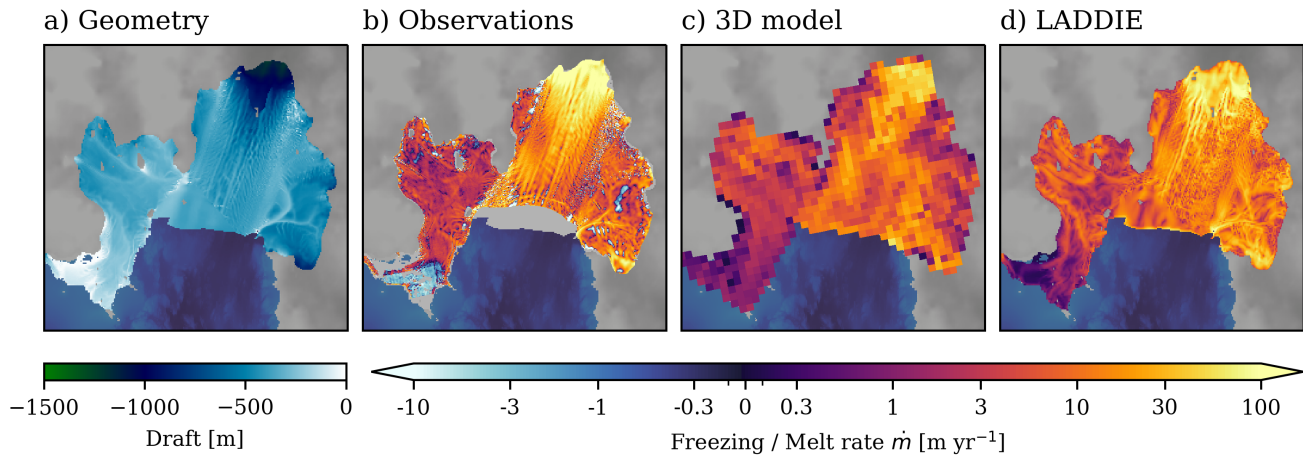 a) Geometry
b) Observations
c) 3D model
d) LADDIE
−1500 −1000 −500 0
Draft [m]
-10 -3 -1 -0.3 0 0.3 1 3 10 30 100
Freezing / Melt rate ṁ [m yr⁻¹]